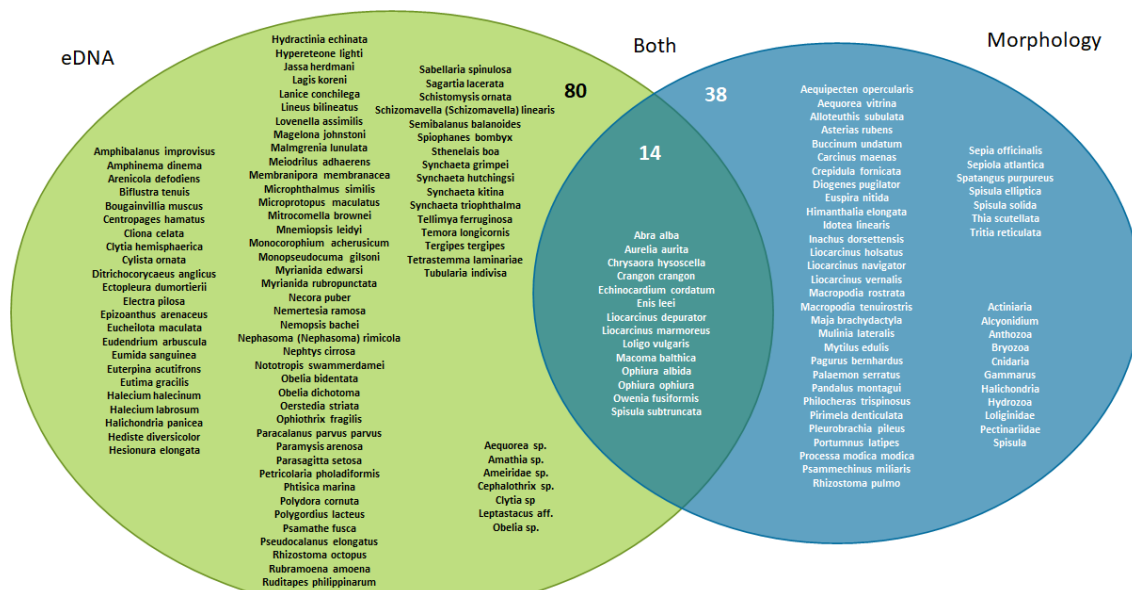 eDNA
Both
Morphology
80
38
14
Amphibalanus improvisus
Amphinema dinema
Arenicola defodiens
Biflustra tenuis
Bougainvillia muscus
Centropages hamatus
Cliona celata
Clytia hemisphaerica
Cylista ornata
Ditrichocorycaeus anglicus
Ectopleura dumortierii
Electra pilosa
Epizoanthus arenaceus
Eucheilota maculata
Eudendrium arbuscula
Eumida sanguinea
Euterpina acutifrons
Eutima gracilis
Halecium halecinum
Halecium labrosum
Halichondria panicea
Hediste diversicolor
Hesionura elongata
Hydractinia echinata
Hypereteone lighti
Jassa herdmani
Lagis koreni
Lanice conchilega
Lineus bilineatus
Lovenella assimilis
Magelona johnstoni
Malmgrenia lunulata
Meiodrilus adhaerens
Membranipora membranacea
Microphthalmus similis
Microprotopus maculatus
Mitrocomella brownei
Mnemiopsis leidyi
Monocorophium acherusicum
Monopseudocuma gilsoni
Myrianida edwarsi
Myrianida rubropunctata
Necora puber
Nemertesia ramosa
Nemopsis bachei
Nephasoma (Nephasoma) rimicola
Nephtys cirrosa
Nototropis swammerdamei
Obelia bidentata
Obelia dichotoma
Oerstedia striata
Ophiothrix fragilis
Paracalanus parvus parvus
Paramysis arenosa
Parasagitta setosa
Petricolaria pholadiformis
Phtisica marina
Polydora cornuta
Polygordius lacteus
Psamathe fusca
Pseudocalanus elongatus
Rhizostoma octopus
Rubramoena amoena
Ruditapes philippinarum
Sabellaria spinulosa
Sagartia lacerata
Schistomysis ornata
Schizomavella (Schizomavella) linearis
Semibalanus balanoides
Spiophanes bombyx
Sthenelais boa
Synchaeta grimpei
Synchaeta hutchingsi
Synchaeta kitina
Synchaeta triophthalma
Tellimya ferruginosa
Temora longicornis
Tergipes tergipes
Tetrastemma laminariae
Tubularia indivisa
Aequorea sp.
Amathia sp.
Ameiridae sp.
Cephalothrix sp.
Clytia sp
Leptastacus aff.
Obelia sp.
Abra alba
Aurelia aurita
Chrysaora hysoscella
Crangon crangon
Echinocardium cordatum
Enis leei
Liocarcinus depurator
Liocarcinus marmoreus
Loligo vulgaris
Macoma balthica
Ophiura albida
Ophiura ophiura
Owenia fusiformis
Spisula subtruncata
Aequipecten opercularis
Aequorea vitrina
Alloteuthis subulata
Asterias rubens
Buccinum undatum
Carcinus maenas
Crepidula fornicata
Diogenes pugilator
Euspira nitida
Himanthalia elongata
Idotea linearis
Inachus dorsettensis
Liocarcinus holsatus
Liocarcinus navigator
Liocarcinus vernalis
Macropodia rostrata
Macropodia tenuirostris
Maja brachydactyla
Mulinia lateralis
Mytilus edulis
Pagurus bernhardus
Palaemon serratus
Pandalus montagui
Philocheras trispinosus
Pirimela denticulata
Pleurobrachia pileus
Portumnus latipes
Processa modica modica
Psammechinus miliaris
Rhizostoma pulmo
Sepia officinalis
Sepiola atlantica
Spatangus purpureus
Spisula elliptica
Spisula solida
Thia scutellata
Tritia reticulata
Actiniaria
Alcyonidium
Anthozoa
Bryozoa
Cnidaria
Gammarus
Halichondria
Hydrozoa
Loliginidae
Pectinariidae
Spisula